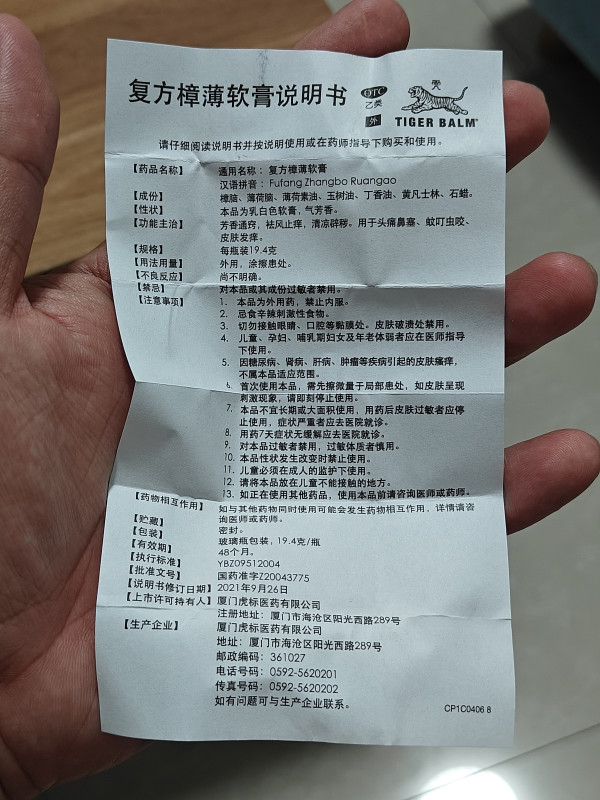 复方樟薄软膏说明书
OTC
乙类
外
虎
TIGER BALM®
请仔细阅读说明书并按说明使用或在药师指导下购买和使用。
【药品名称】 通用名称：复方樟薄软膏
汉语拼音：Fufang Zhangbo Ruangao
【成份】 樟脑、薄荷脑、薄荷素油、玉树油、丁香油、黄凡士林、石蜡。
【性状】 本品为乳白色软膏，气芳香。
【功能主治】 芳香通窍，祛风止痒，清凉辟秽。用于头痛鼻塞、蚊叮虫咬、
皮肤发痒。
【规格】 每瓶装19.4克
【用法用量】 外用，涂擦患处。
【不良反应】 尚不明确。
【禁忌】 对本品或其成份过敏者禁用。
【注意事项】 1. 本品为外用药，禁止内服。
2. 忌食辛辣刺激性食物。
3. 切勿接触眼睛、口腔等黏膜处。皮肤破溃处禁用。
4. 儿童、孕妇、哺乳期妇女及年老体弱者应在医师指导
下使用。
5. 因糖尿病、肾病、肝病、肿瘤等疾病引起的皮肤瘙痒，
不属本品适应范围。
6. 首次使用本品，需先擦微量于局部患处，如皮肤呈现
刺激现象，请即刻停止使用。
7. 本品不宜长期或大面积使用，用药后皮肤过敏者应停
止使用，症状严重者应去医院就诊。
8. 用药7天症状无缓解应去医院就诊。
9. 对本品过敏者禁用，过敏体质者慎用。
10. 本品性状发生改变时禁止使用。
11. 儿童必须在成人的监护下使用。
12. 请将本品放在儿童不能接触的地方。
13. 如正在使用其他药品，使用本品前请咨询医师或药师。
【药物相互作用】 如与其他药物同时使用可能会发生药物相互作用，详情请咨
询医师或药师。
【贮藏】 密封。
【包装】 玻璃瓶包装，19.4克/瓶
【有效期】 48个月。
【执行标准】 YBZ09512004
【批准文号】 国药准字Z20043775
【说明书修订日期】 2021年9月26日
【上市许可持有人】 厦门虎标医药有限公司
注册地址：厦门市海沧区阳光西路289号
【生产企业】 厦门虎标医药有限公司
地址：厦门市海沧区阳光西路289号
邮政编码：361027
电话号码：0592-5620201
传真号码：0592-5620202
如有问题可与生产企业联系。
CP1C0406 8